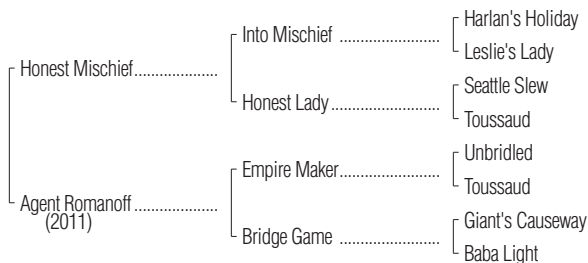 Harlan's Holiday
Into Mischief
Leslie's Lady
Honest Mischief
Seattle Slew
Honest Lady
Toussaud
Unbridled
Empire Maker
Toussaud
Agent Romanoff
(2011)
Giant's Causeway
Bridge Game
Baba Light